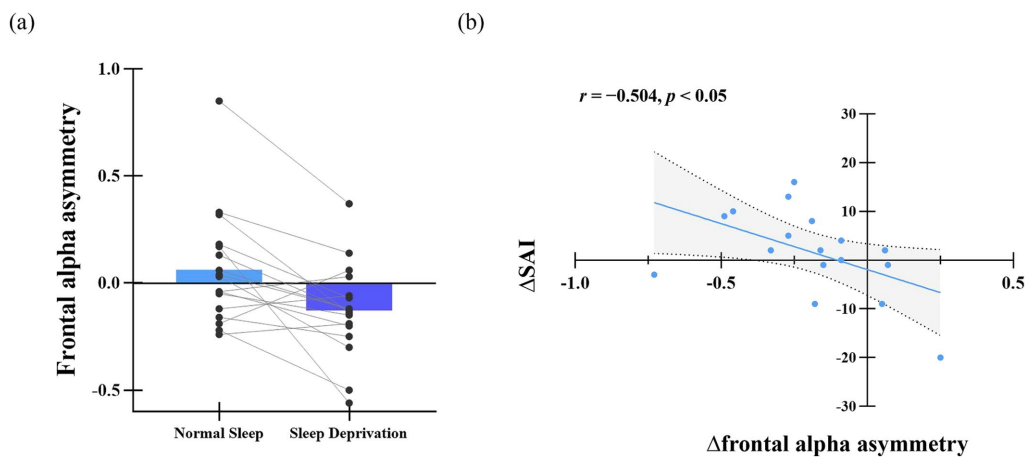 (a)
(b)
Frontal alpha asymmetry
1.0
0.5
0.0
-0.5
Normal Sleep
Sleep Deprivation
r = −0.504, p < 0.05
ΔSAI
30
20
10
-10
-20
-30
-1.0
-0.5
0.5
Δfrontal alpha asymmetry